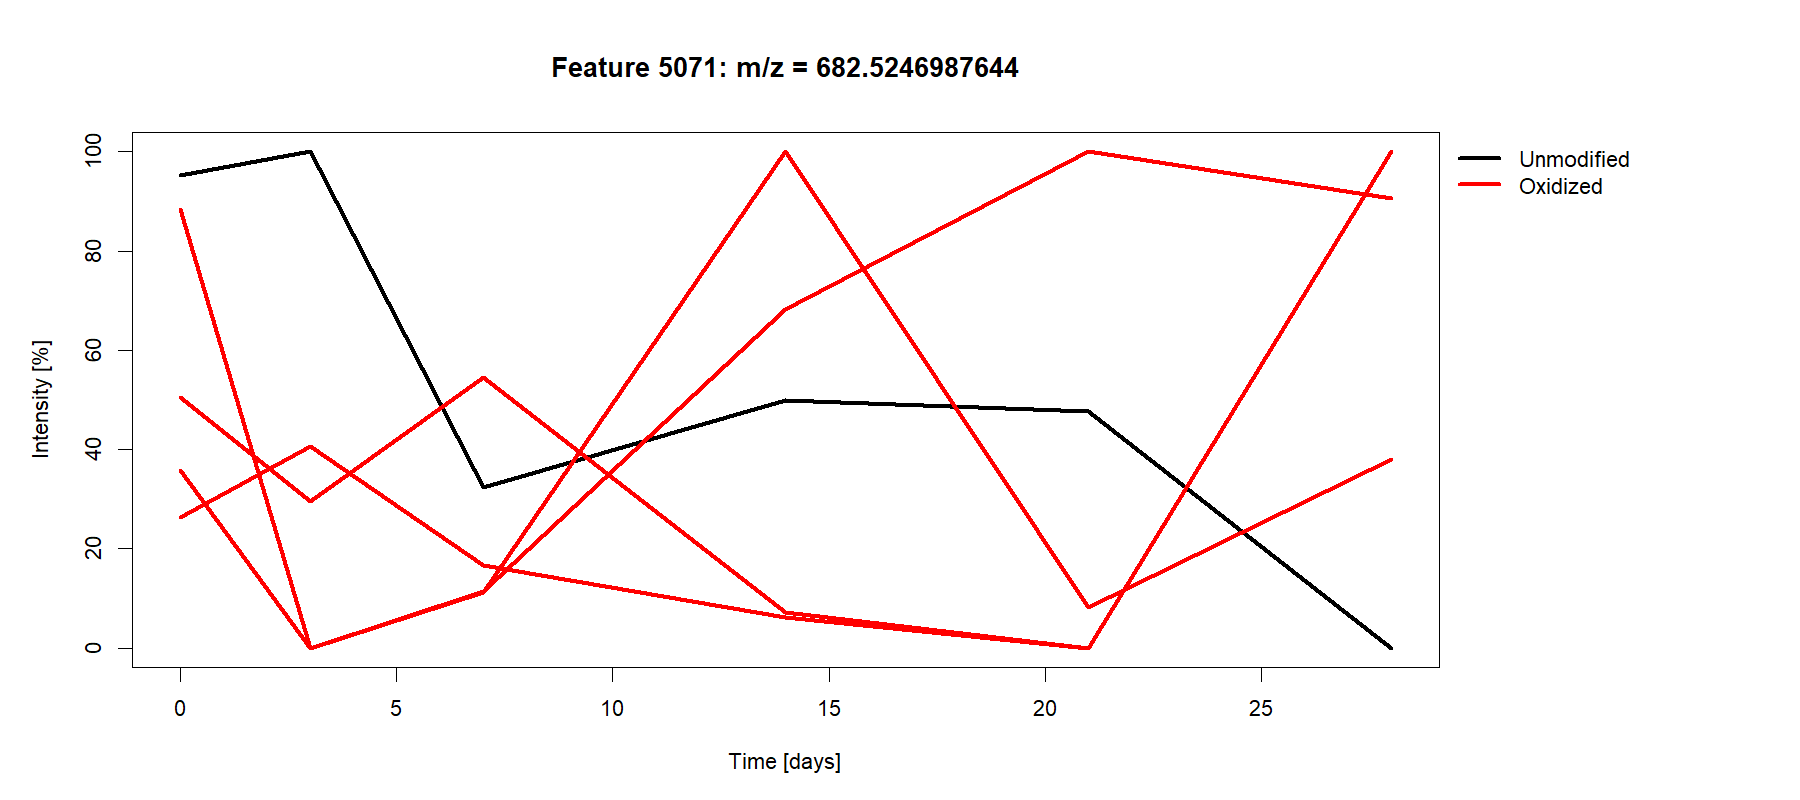 Feature 5071: m/z = 682.5246987644
Unmodified
Oxidized
Intensity [%]
100
80
60
40
20
0
0 5 10 15 20 25
Time [days]